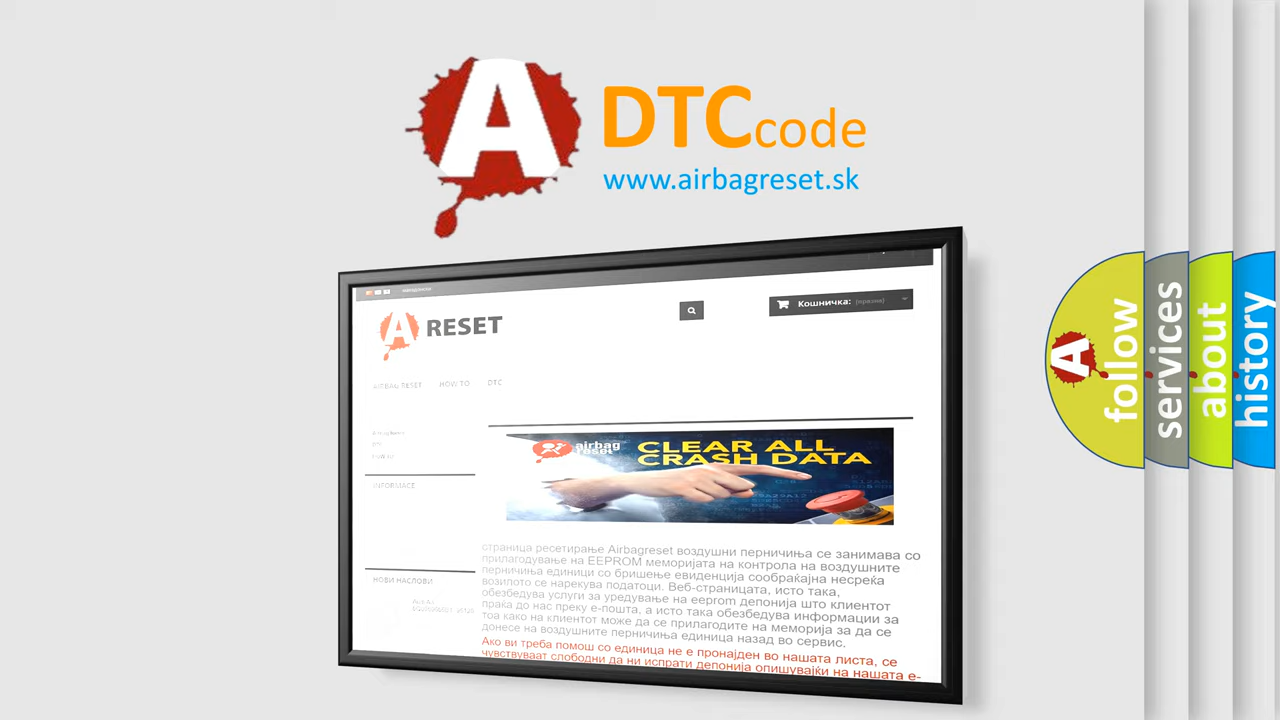 A
DTCcode
www.airbagreset.sk
A RESET
Кошничка: (празни)
AIRBAG RESET HOW TO DTC
INFORMACE
airbag
reset
CLEAR ALL
CRASH DATA
НОВИ НАСЛОВИ
страница ресетирање Airbagreset воздушни перничиња се занимава со
прилагодување на EEPROM меморијата на контрола на воздушните
перничиња единици со бришење евиденција сообраќајна несреќа
возилото се нарекува податоци. Веб-страницата, исто така,
обезбедува услуги за уредување на eeprom депонија што клиентот
праќа до нас преку е-пошта, а исто така обезбедува информации за
тоа како на клиентот може да се прилагодите на меморија за да се
донесе на воздушните перничиња единица назад во сервис.
Ако ви треба помош со единица не е пронајден во нашата листа, се
чувствуваат слободни да ни испрати депонија опишувајќи на нашата е-
A
follow
services
about
history